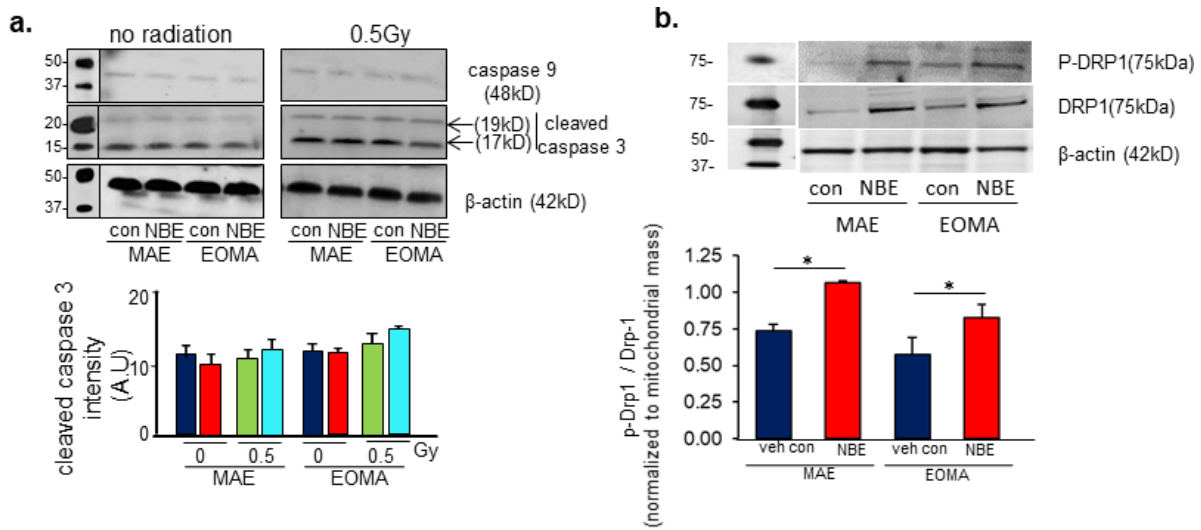 a.
no radiation 0.5Gy
50-
37-
caspase 9
(48kD)
20-
15-
(19kD)
(17kD)
cleaved
caspase 3
50-
37-
β-actin (42kD)
con NBE con NBE con NBE con NBE
MAE EOMA MAE EOMA
cleaved caspase 3
intensity
(A.U)
20
10
0
0 0.5 0 0.5 Gy
MAE EOMA
b.
75-
P-DRP1(75kDa)
75-
DRP1(75kDa)
50-
37-
β-actin (42kD)
con NBE con NBE
MAE EOMA
p-Drp1 / Drp-1
(normalized to mitochondrial mass)
1.25
1.00
0.75
0.50
0.25
0.00
* *
veh con NBE veh con NBE
MAE EOMA